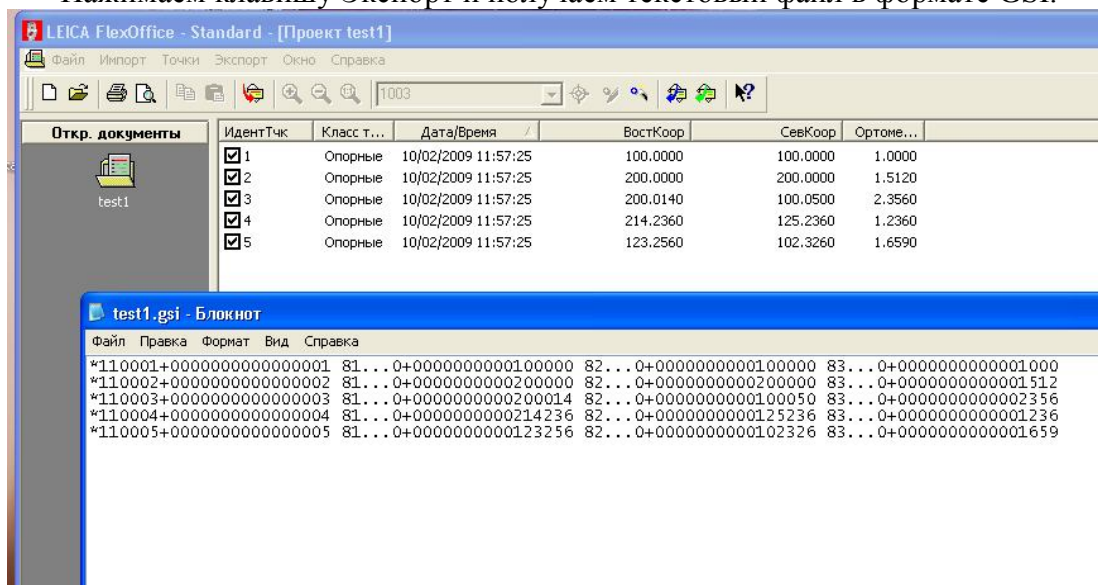 Нажимаем клавишу Экспорт и получаем текстовый файл в формате GSI.
LEICA FlexOffice - Standard - [Проект test1]
Файл Импорт Точки Экспорт Окно Справка
1003
Откр. документы
test1
ИдентТчк Класс т... Дата/Время ВостКоор СевКоор Ортоме...
1 Опорные 10/02/2009 11:57:25 100.0000 100.0000 1.0000
2 Опорные 10/02/2009 11:57:25 200.0000 200.0000 1.5120
3 Опорные 10/02/2009 11:57:25 200.0140 100.0500 2.3560
4 Опорные 10/02/2009 11:57:25 214.2360 125.2360 1.2360
5 Опорные 10/02/2009 11:57:25 123.2560 102.3260 1.6590
test1.gsi - Блокнот
Файл Правка Формат Вид Справка
*110001+0000000000000001 81...0+0000000000100000 82...0+0000000000100000 83...0+0000000000001000
*110002+0000000000000002 81...0+0000000000200000 82...0+0000000000200000 83...0+0000000000001512
*110003+0000000000000003 81...0+0000000000200014 82...0+0000000000100050 83...0+0000000000002356
*110004+0000000000000004 81...0+0000000000214236 82...0+0000000000125236 83...0+0000000000001236
*110005+0000000000000005 81...0+0000000000123256 82...0+0000000000102326 83...0+0000000000001659